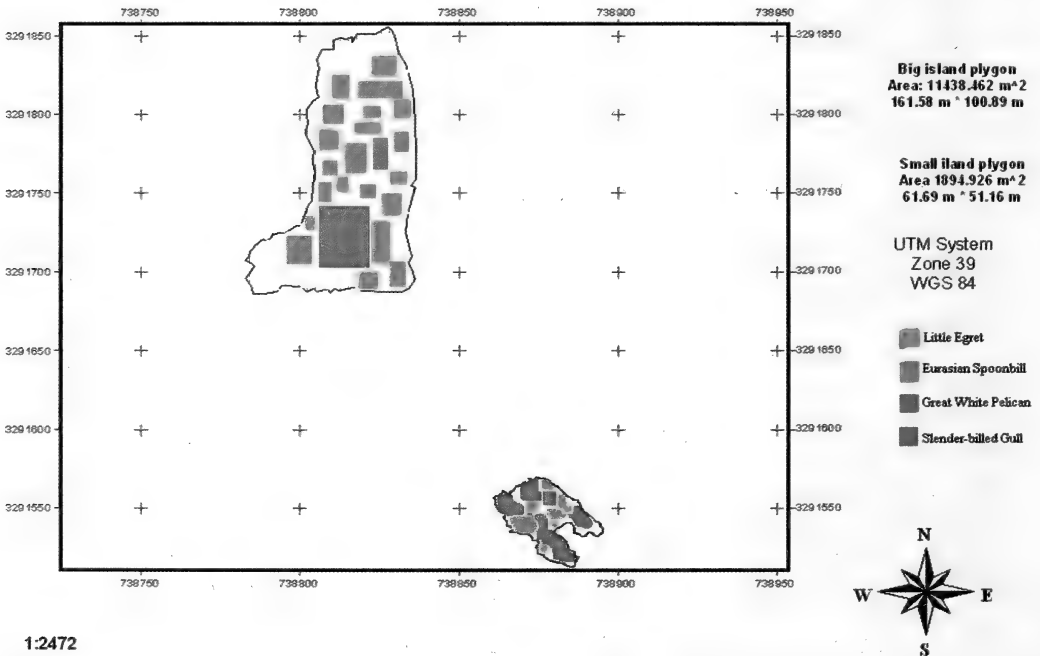 738750 738800 738850 738900 738950
3291850 3291850
3291800 3291800
3291750 3291750
3291700 3291700
3291650 3291650
3291600 3291600
3291550 3291550
738750 738800 738850 738900 738950
1:2472
Big island plygon
Area: 11438.462 m^2
161.58 m * 100.89 m
Small iland plygon
Area 1894.926 m^2
61.69 m * 51.16 m
UTM System
Zone 39
WGS 84
Little Egret
Eurasian Spoonbill
Great White Pelican
Slender-billed Gull
N
W E
S